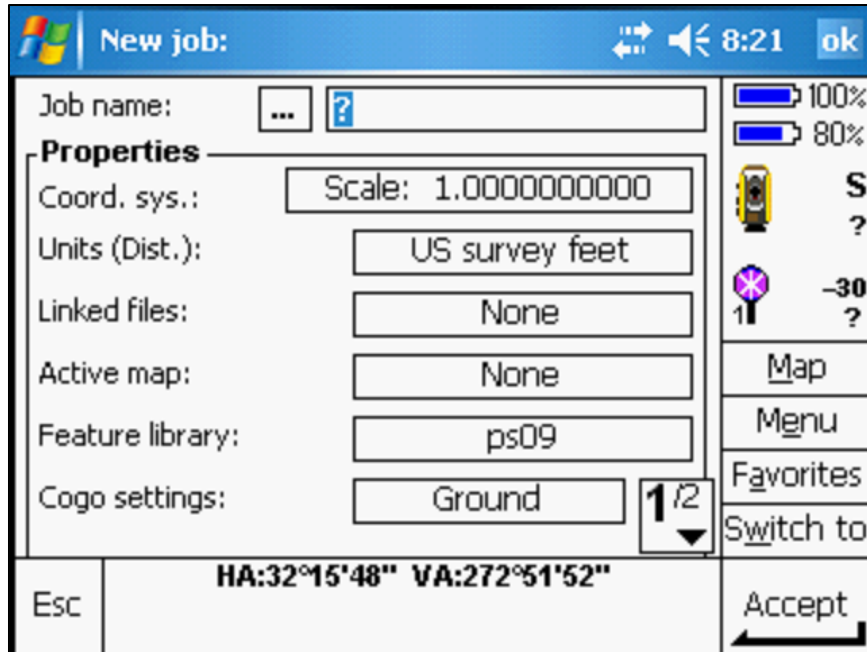 New job: 8:21 ok
Job name: ... ?
100%
80%
Properties
Coord. sys.: Scale: 1.0000000000
S
?
Units (Dist.): US survey feet
Linked files: None
-30
1 ?
Active map: None
Map
Feature library: ps09
Menu
Cogo settings: Ground 1/2
Favorites
Switch to
Esc
HA:32°15'48" VA:272°51'52"
Accept